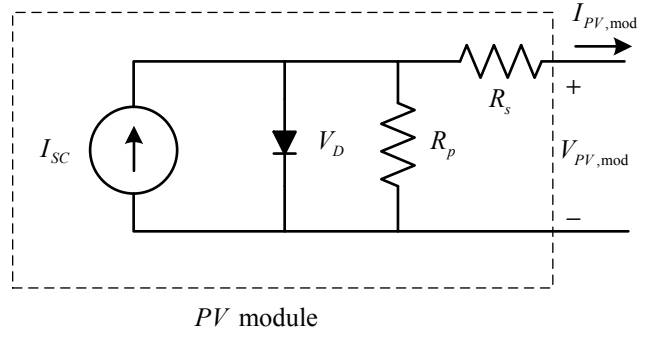 I_{PV,mod}
+
R_s
I_{SC}
V_D
R_p
V_{PV,mod}
−
PV module